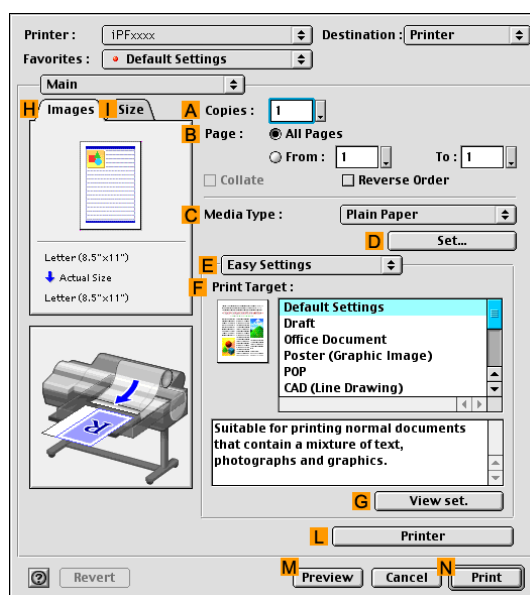 Printer : iPFxxxx Destination : Printer
Favorites : Default Settings
Main
H Images I Size
A Copies : 1
B Page : All Pages
From : 1 To : 1
Collate Reverse Order
C Media Type : Plain Paper
D Set...
Letter (8.5"x11")
Actual Size
Letter (8.5"x11")
E Easy Settings
F Print Target :
Default Settings
Draft
Office Document
Poster (Graphic Image)
POP
CAD (Line Drawing)
R
Suitable for printing normal documents
that contain a mixture of text,
photographs and graphics.
G View set.
L Printer
? Revert M Preview Cancel N Print